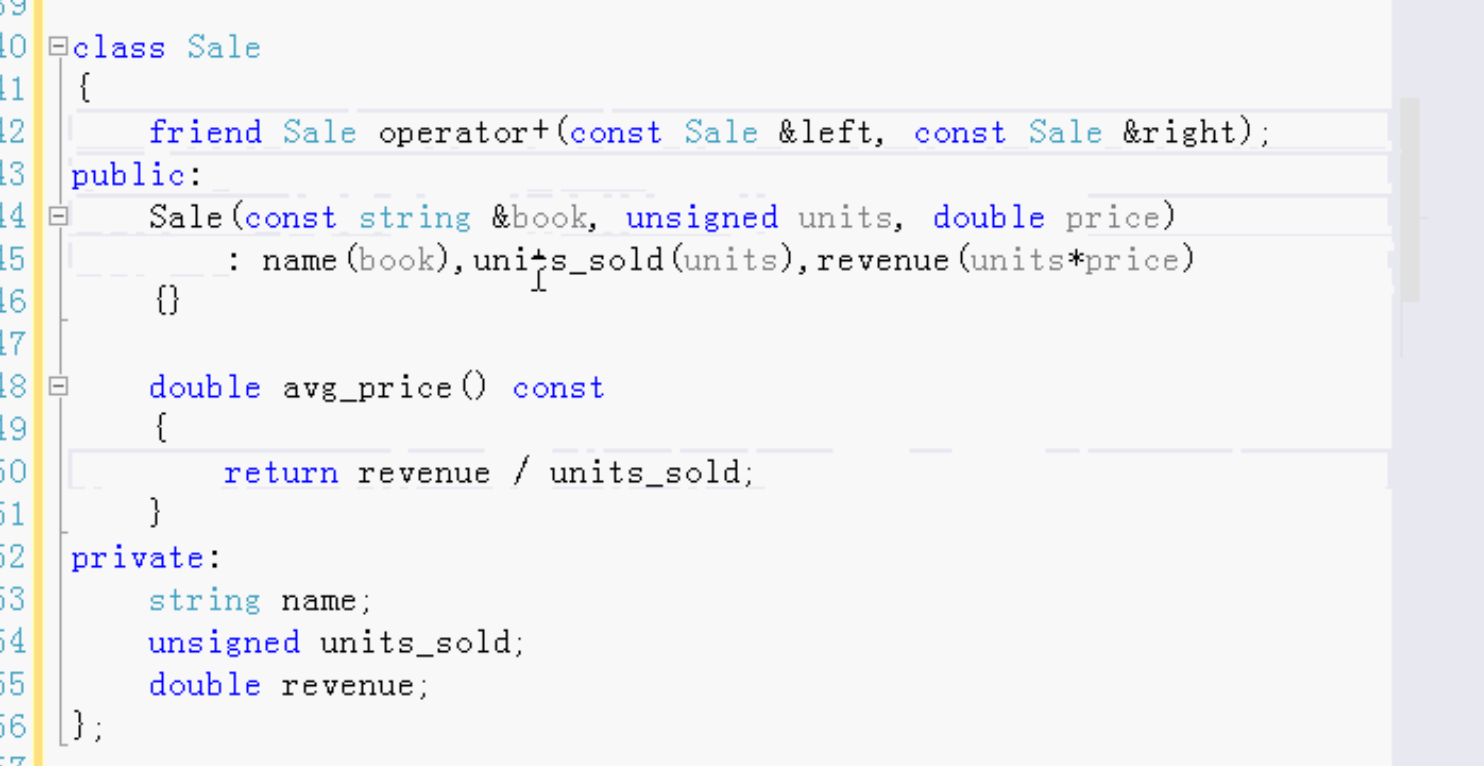 39
40 class Sale
41 {
42 friend Sale operator+(const Sale &left, const Sale &right);
43 public:
44 Sale(const string &book, unsigned units, double price)
45 : name(book),units_sold(units),revenue(units*price)
46 {}
47
48 double avg_price() const
49 {
50 return revenue / units_sold;
51 }
52 private:
53 string name;
54 unsigned units_sold;
55 double revenue;
56 };
57